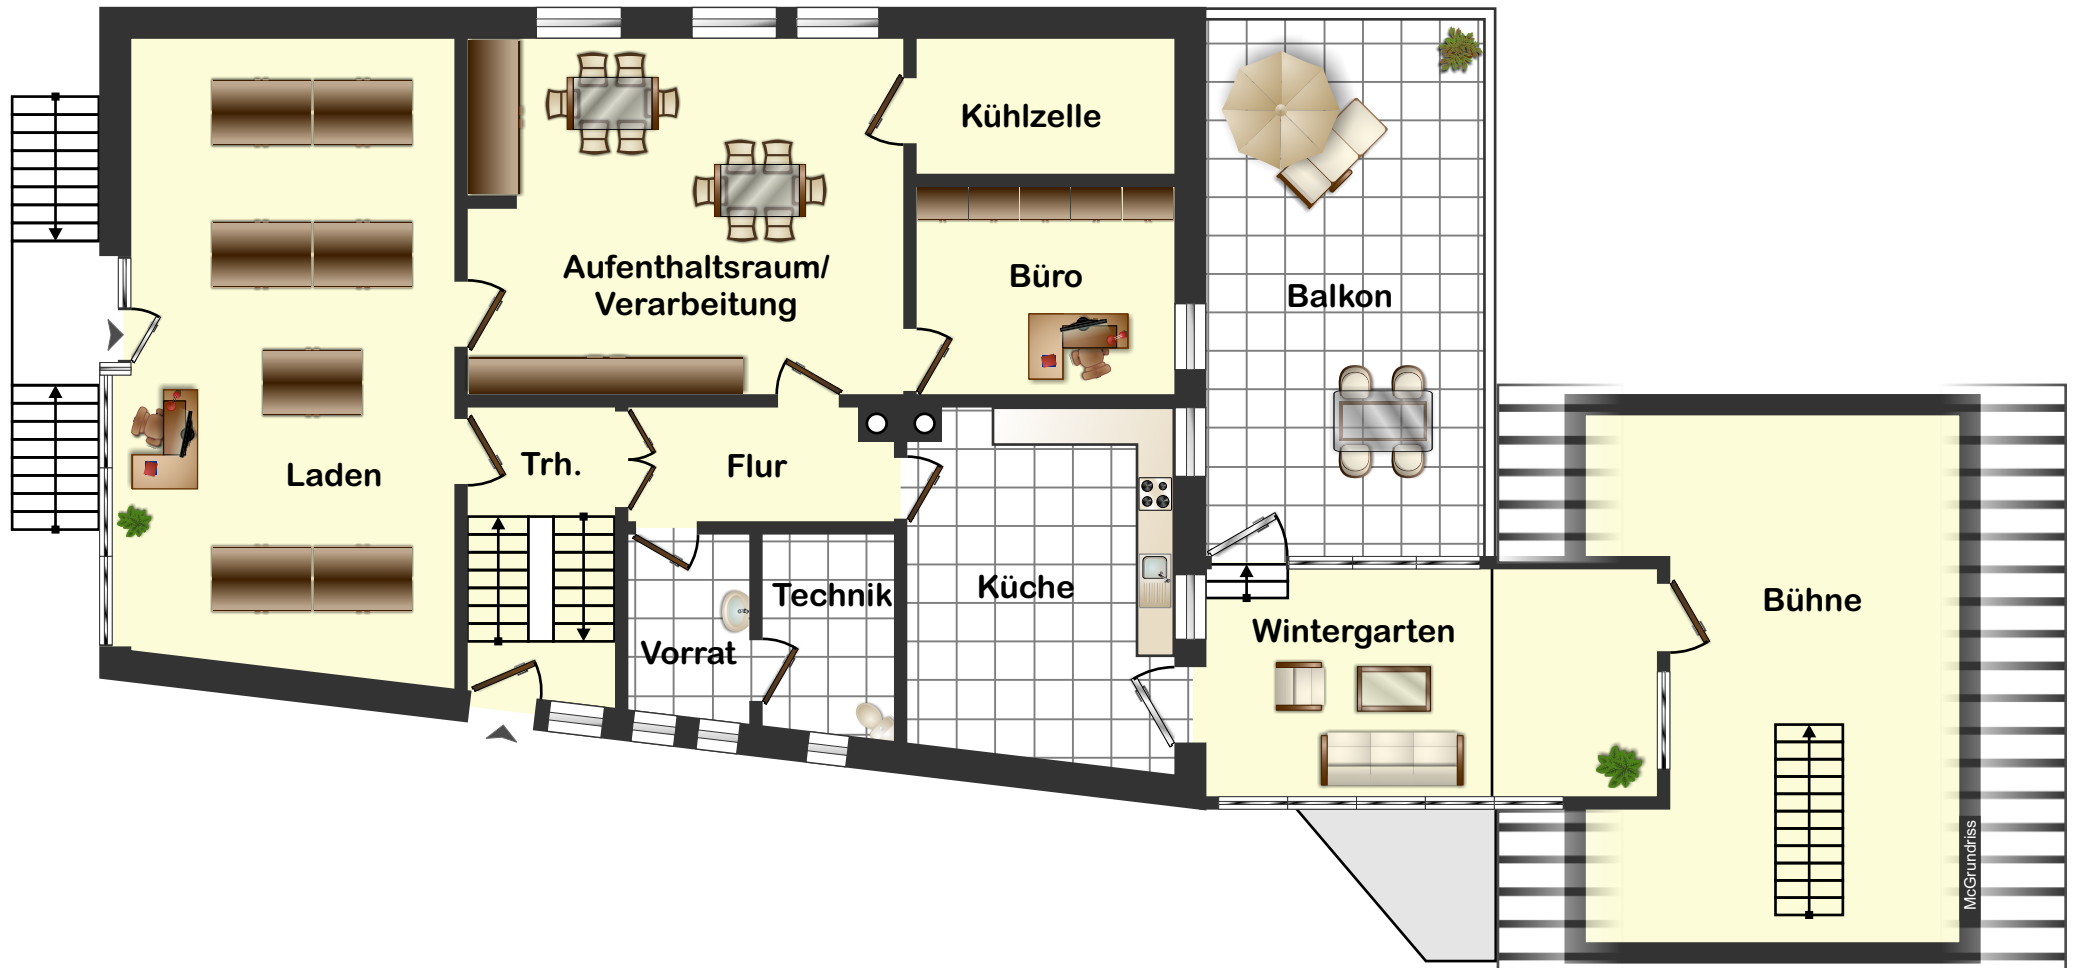 Kühlzelle
Aufenthaltsraum/
Verarbeitung
Büro
Balkon
Laden
Trh.
Flur
Küche
Technik
Vorrat
Wintergarten
Bühne
McGrundriss